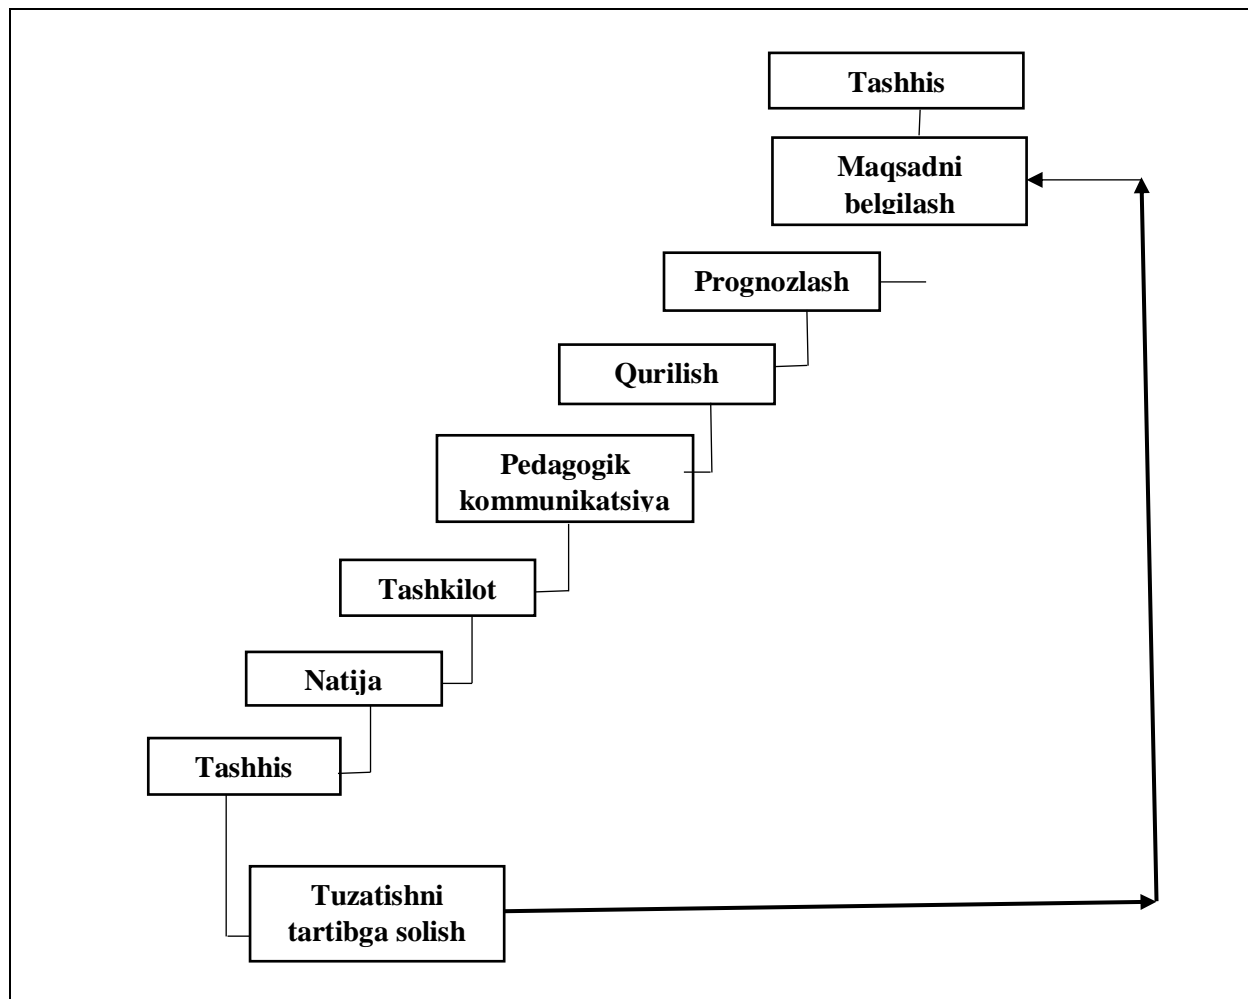 Tashhis
Maqsadni
belgilash
Prognozlash
Qurilish
Pedagogik
kommunikatsiya
Tashkilot
Natija
Tashhis
Tuzatishni
tartibga solish